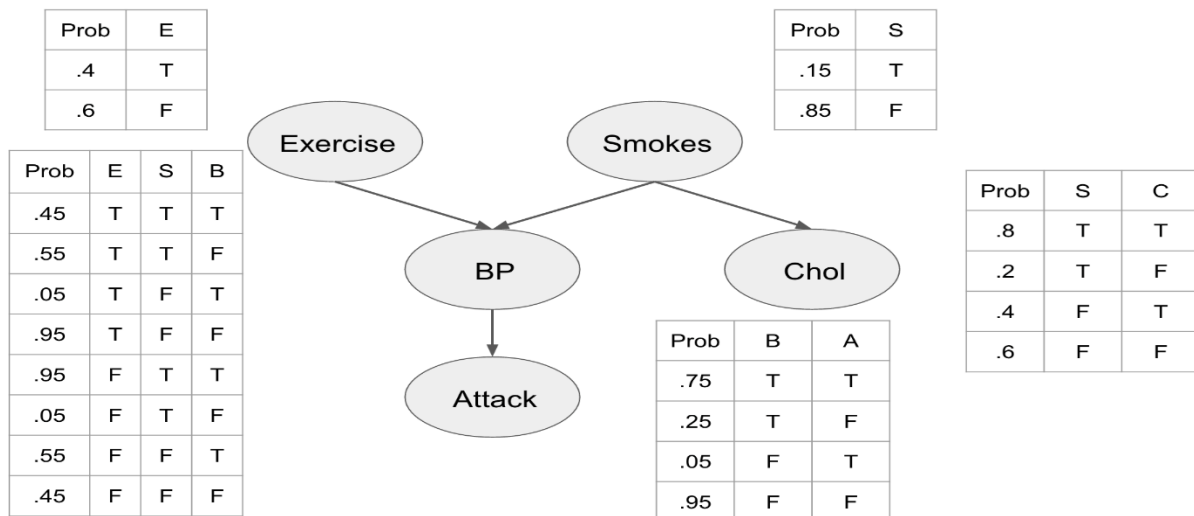 Prob E
.4 T
.6 F
Prob S
.15 T
.85 F
Exercise
Smokes
Prob E S B
.45 T T T
.55 T T F
.05 T F T
.95 T F F
.95 F T T
.05 F T F
.55 F F T
.45 F F F
BP
Chol
Prob S C
.8 T T
.2 T F
.4 F T
.6 F F
Attack
Prob B A
.75 T T
.25 T F
.05 F T
.95 F F